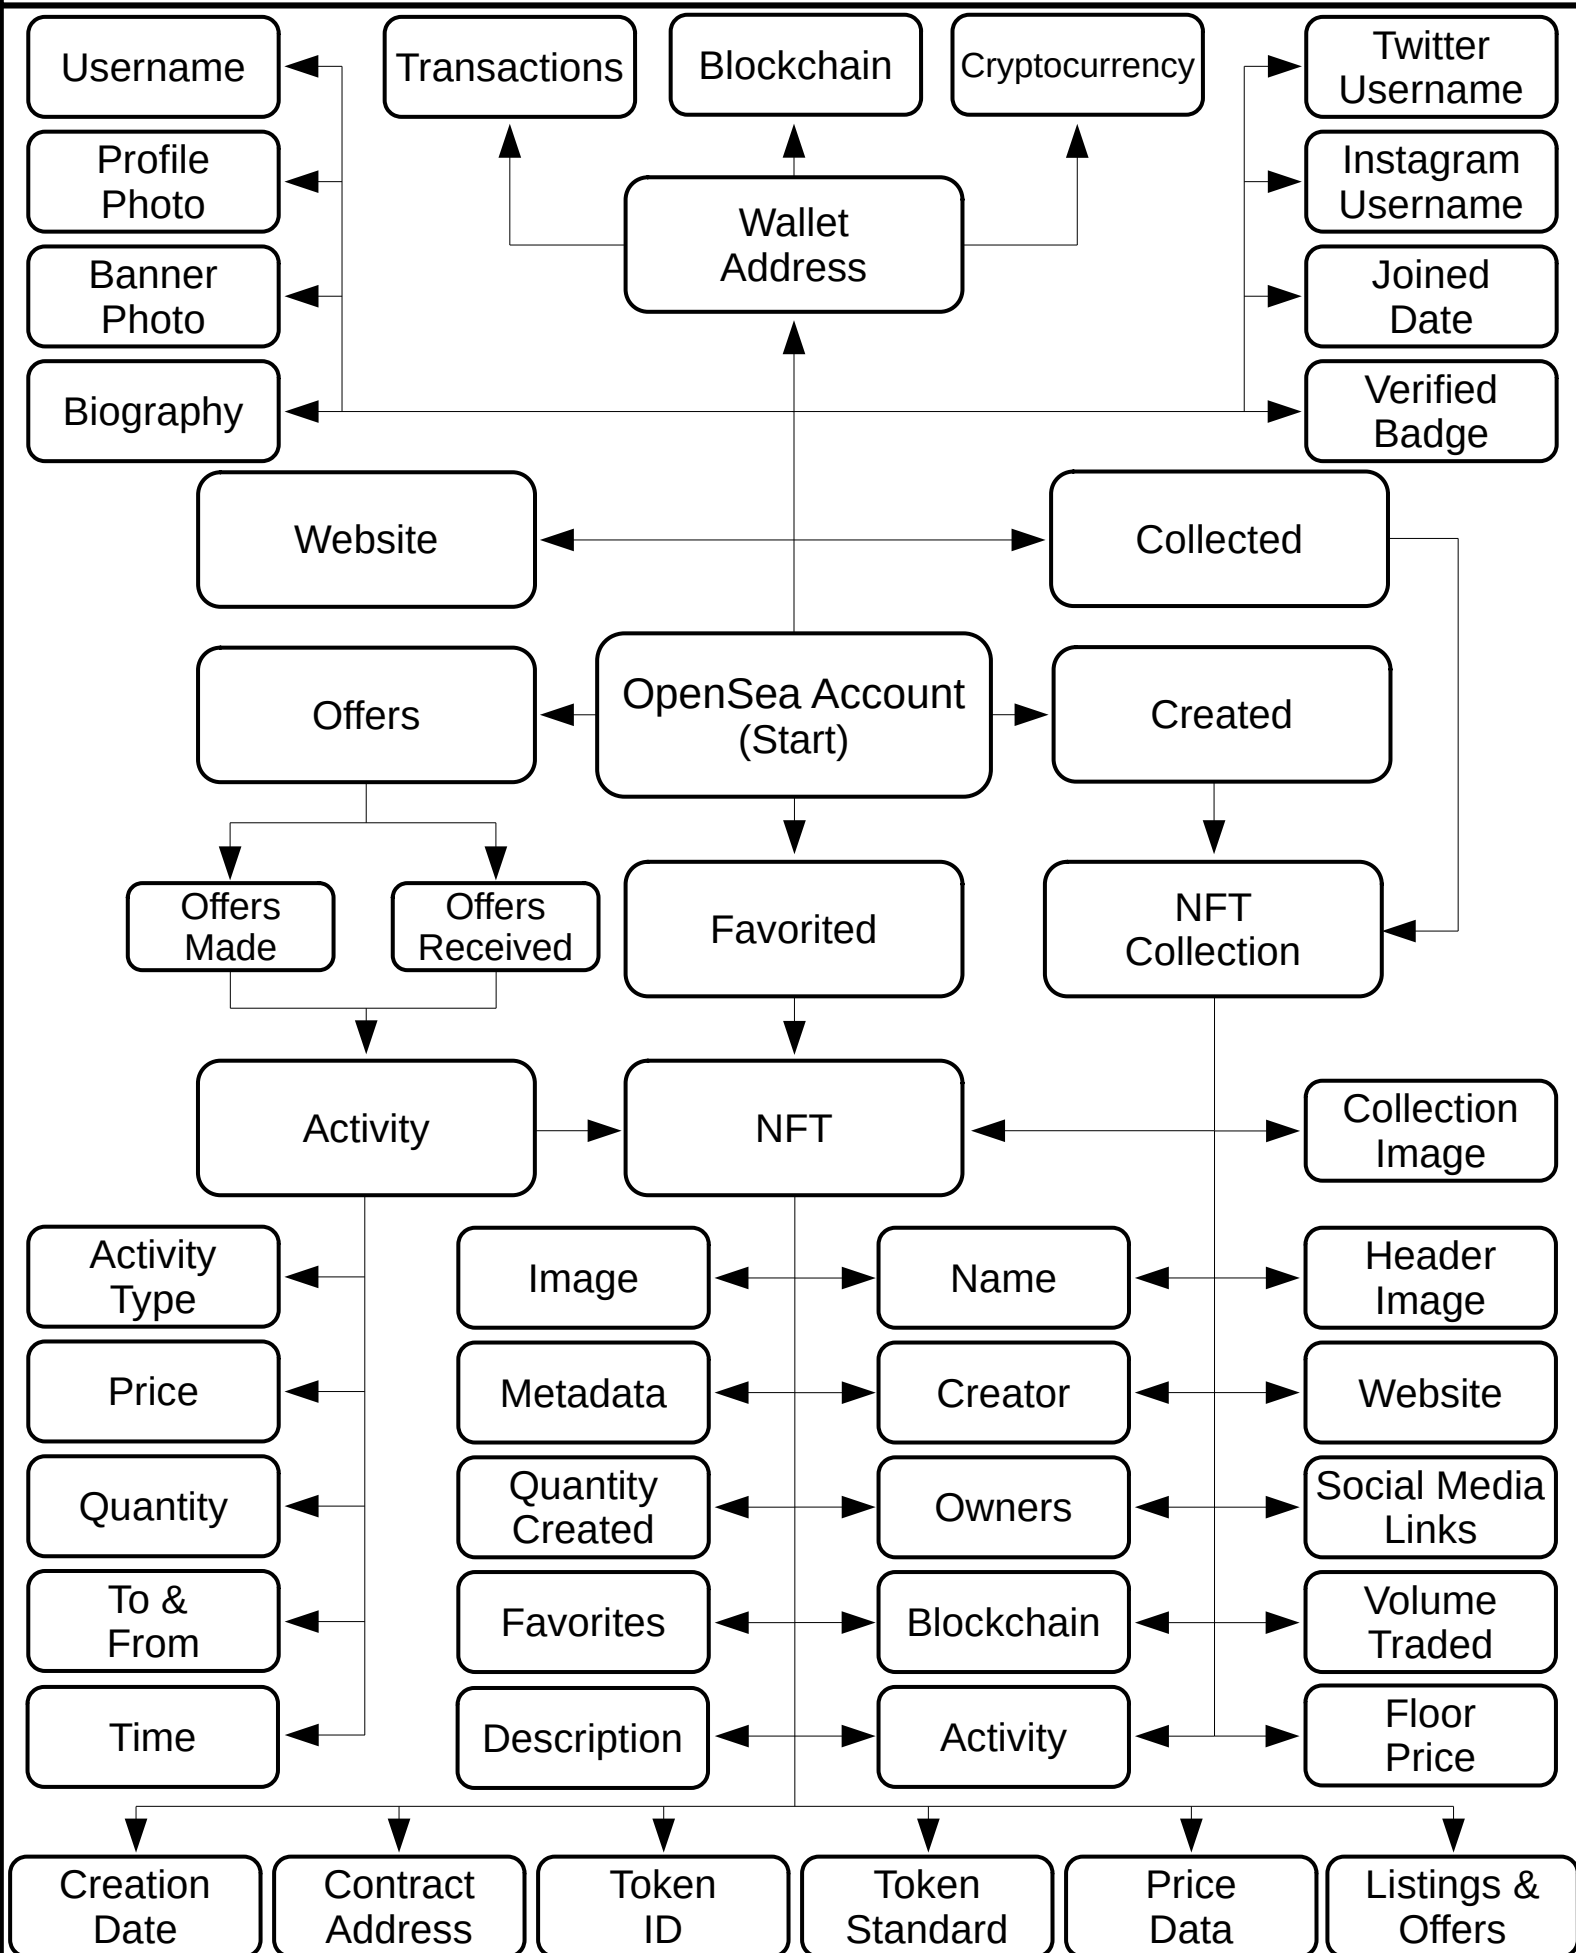 Username
Transactions
Blockchain
Cryptocurrency
Twitter
Username
Profile
Photo
Instagram
Username
Wallet
Address
Banner
Photo
Joined
Date
Biography
Verified
Badge
Website
Collected
Offers
OpenSea Account
(Start)
Created
Offers
Made
Offers
Received
Favorited
NFT
Collection
Activity
NFT
Collection
Image
Activity
Type
Image
Name
Header
Image
Price
Metadata
Creator
Website
Quantity
Quantity
Created
Owners
Social Media
Links
To &
From
Favorites
Blockchain
Volume
Traded
Time
Description
Activity
Floor
Price
Creation
Date
Contract
Address
Token
ID
Token
Standard
Price
Data
Listings &
Offers